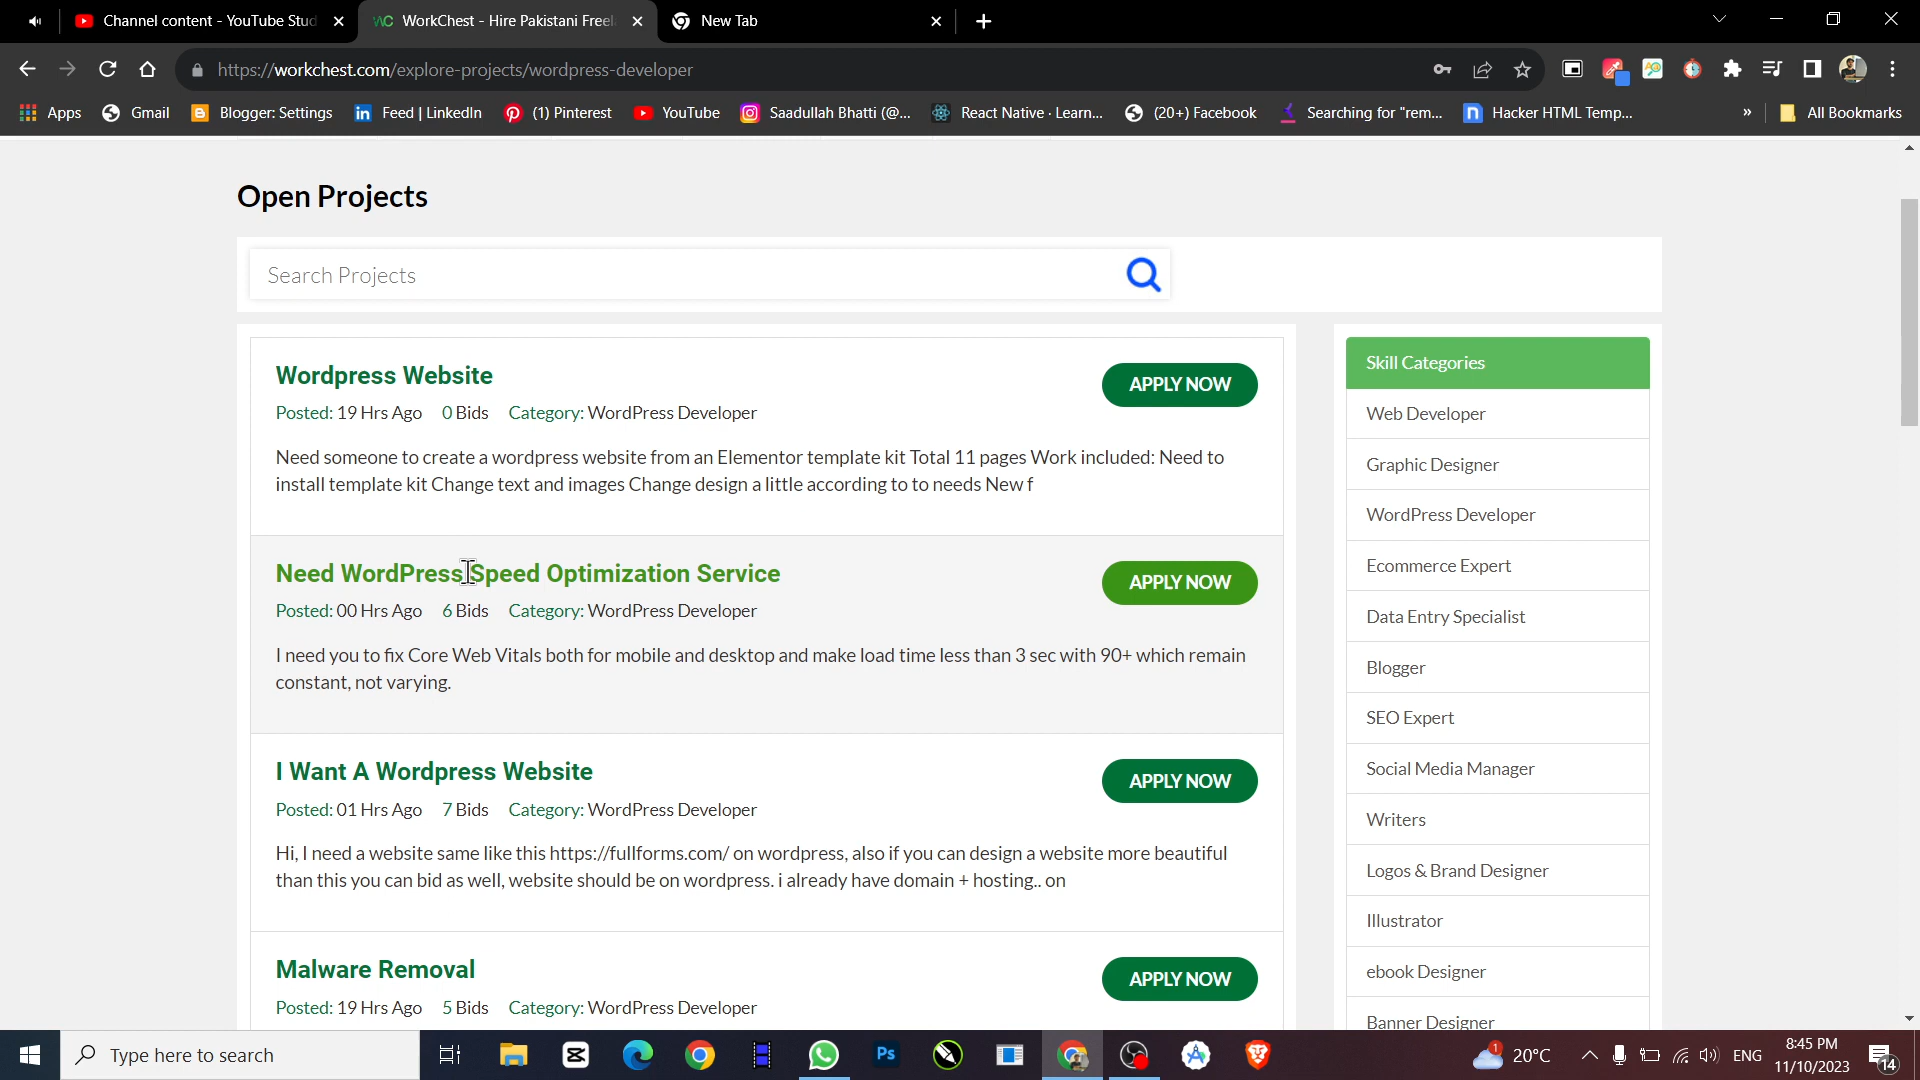 Channel content - YouTube Stud
WorkChest - Hire Pakistani Freel
New Tab
https://workchest.com/explore-projects/wordpress-developer
Apps
Gmail
Blogger: Settings
Feed | LinkedIn
(1) Pinterest
YouTube
Saadullah Bhatti (@...
React Native · Learn...
(20+) Facebook
Searching for "rem...
Hacker HTML Temp...
»
All Bookmarks
Open Projects
Search Projects
Wordpress Website
APPLY NOW
Posted: 19 Hrs Ago 0 Bids Category: WordPress Developer
Need someone to create a wordpress website from an Elementor template kit Total 11 pages Work included: Need to
install template kit Change text and images Change design a little according to to needs New f
Need WordPress Speed Optimization Service
APPLY NOW
Posted: 00 Hrs Ago 6 Bids Category: WordPress Developer
I need you to fix Core Web Vitals both for mobile and desktop and make load time less than 3 sec with 90+ which remain
constant, not varying.
I Want A Wordpress Website
APPLY NOW
Posted: 01 Hrs Ago 7 Bids Category: WordPress Developer
Hi, I need a website same like this https://fullforms.com/ on wordpress, also if you can design a website more beautiful
than this you can bid as well, website should be on wordpress. i already have domain + hosting.. on
Malware Removal
APPLY NOW
Posted: 19 Hrs Ago 5 Bids Category: WordPress Developer
Skill Categories
Web Developer
Graphic Designer
WordPress Developer
Ecommerce Expert
Data Entry Specialist
Blogger
SEO Expert
Social Media Manager
Writers
Logos & Brand Designer
Illustrator
ebook Designer
Banner Designer
Type here to search
Ps
1
20°C
ENG
8:45 PM
11/10/2023
14